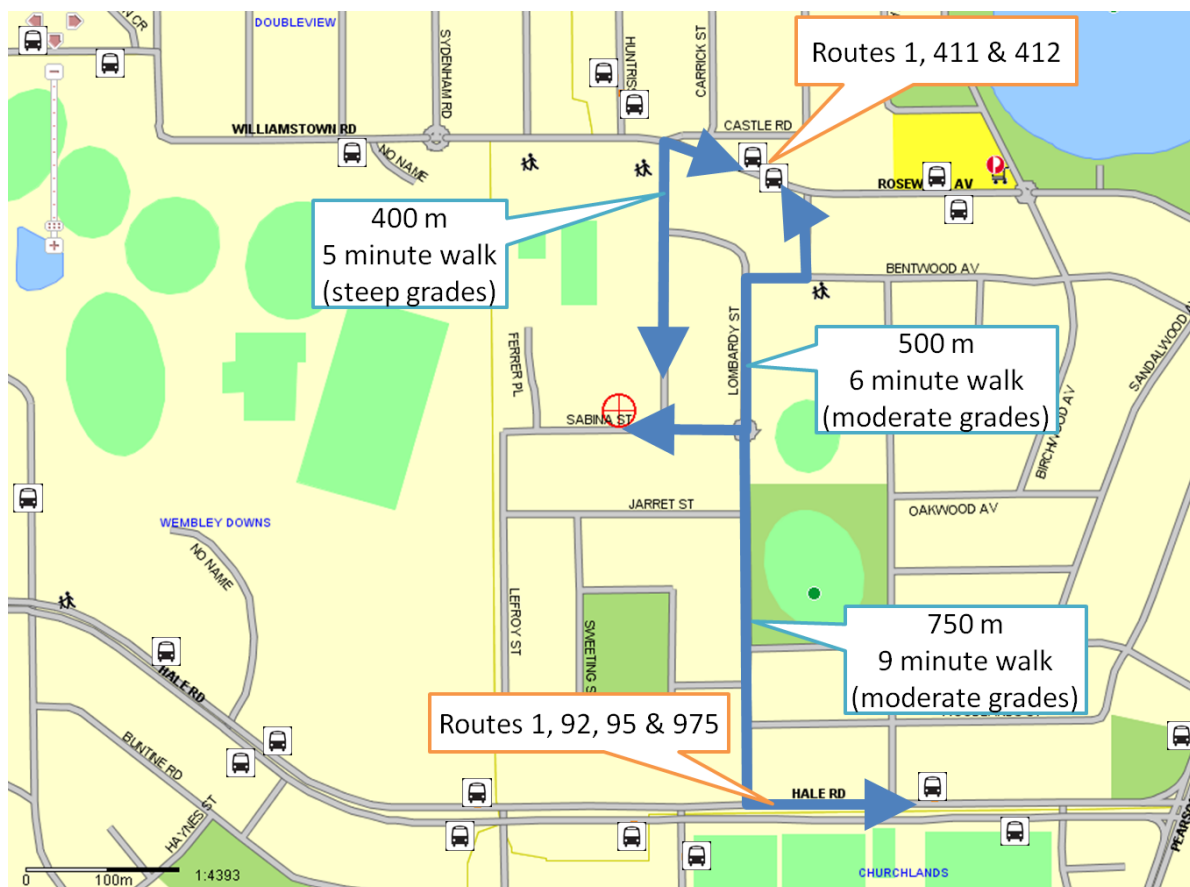 DOUBLEVIEW
CR
SYDENHAM RD
HUNTRISS
CARRICK ST
Routes 1, 411 & 412
WILLIAMSTOWN RD
CASTLE RD
NO NAME
ROSEW AV
P
400 m
5 minute walk
(steep grades)
BENTWOOD AV
FERRER PL
LOMBARDY ST
500 m
6 minute walk
(moderate grades)
SANDALWOOD AV
BIRCHWOOD AV
SABINA ST
JARRET ST
OAKWOOD AV
WEMBLEY DOWNS
NO NAME
LEFROY ST
SWEETING S
750 m
9 minute walk
(moderate grades)
HALE RD
Routes 1, 92, 95 & 975
BUNTINE RD
HALE RD
HAYNES ST
PEARSON
0 100m
1:4393
CHURCHLANDS